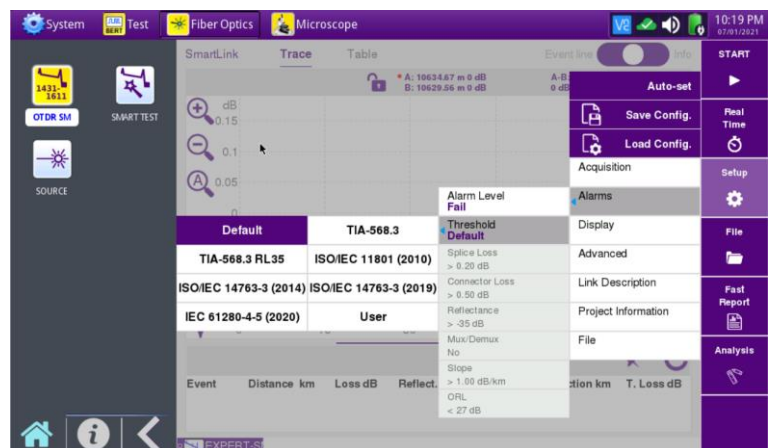 System
Test
Fiber Optics
Microscope
10:19 PM
07/01/2021
1431-
1611
OTDR SM
SMART TEST
SOURCE
SmartLink Trace Table Event line Info
A: 10634.67 m 0 dB
B: 10629.56 m 0 dB
A-B
0 dB
dB
0.15
0.1
0.05
0
Auto-set
Save Config.
Load Config.
Acquisition
Alarms
Display
Advanced
Link Description
Project Information
File
Alarm Level
Fail
Threshold
Default
Splice Loss
> 0.20 dB
Connector Loss
> 0.50 dB
Reflectance
> -35 dB
Mux/Demux
No
Slope
> 1.00 dB/km
ORL
< 27 dB
Default TIA-568.3
TIA-568.3 RL35 ISO/IEC 11801 (2010)
ISO/IEC 14763-3 (2014) ISO/IEC 14763-3 (2019)
IEC 61280-4-5 (2020) User
Event Distance km Loss dB Reflect. tion km T. Loss dB
START
Real
Time
Setup
File
Fast
Report
Analysis